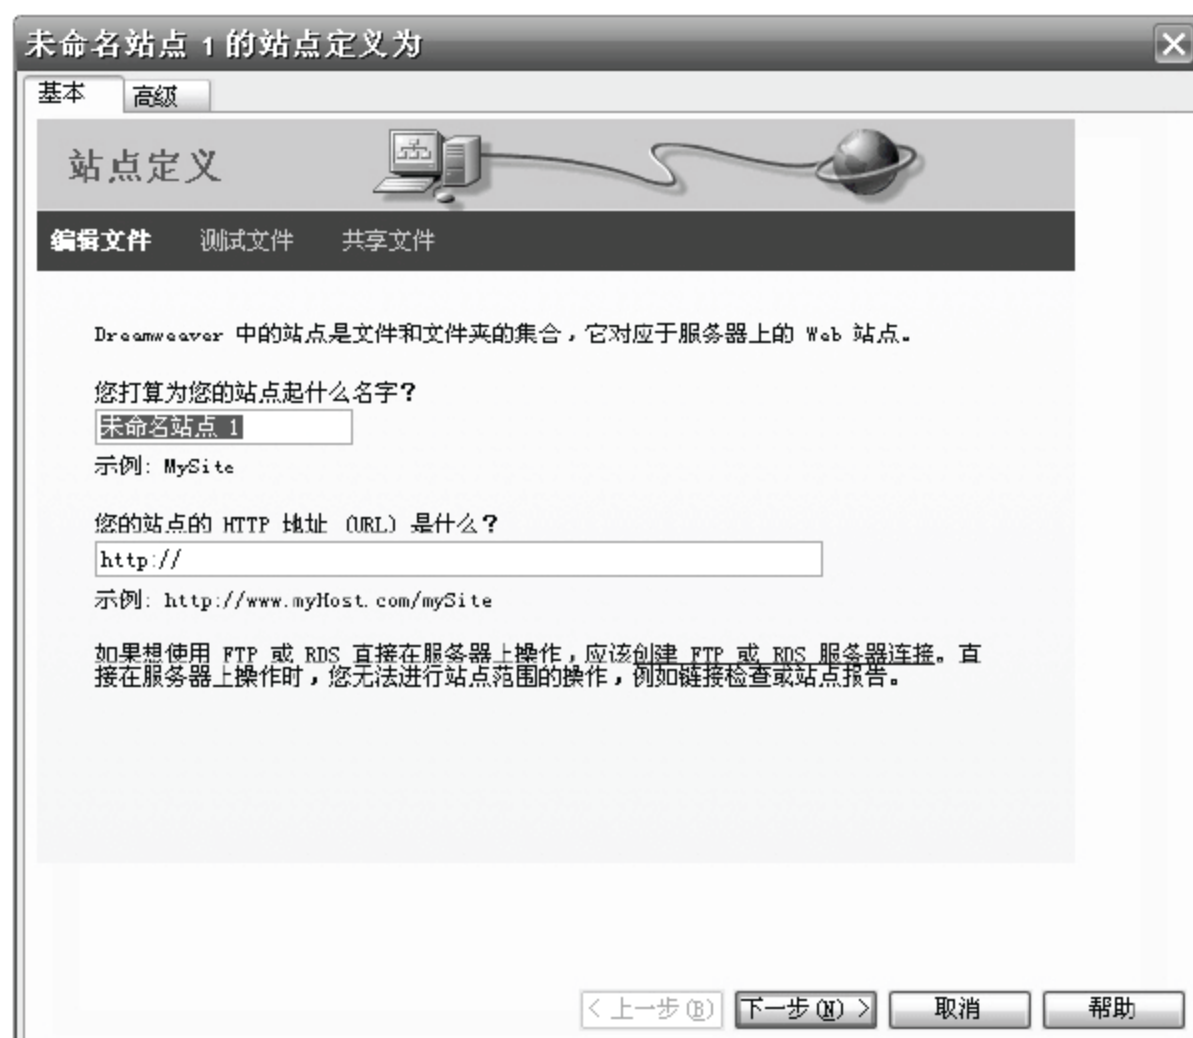 未命名站点 1 的站点定义为
基本 高级
站点定义
编辑文件 测试文件 共享文件
Dreamweaver 中的站点是文件和文件夹的集合，它对应于服务器上的 Web 站点。
您打算为您的站点起什么名字？
未命名站点 1
示例: MySite
您的站点的 HTTP 地址 (URL) 是什么？
http://
示例: http://www.myHost.com/mySite
如果想使用 FTP 或 RDS 直接在服务器上操作，应该创建 FTP 或 RDS 服务器连接。直
接在服务器上操作时，您无法进行站点范围的操作，例如链接检查或站点报告。
< 上一步(B) 下一步(N) > 取消 帮助